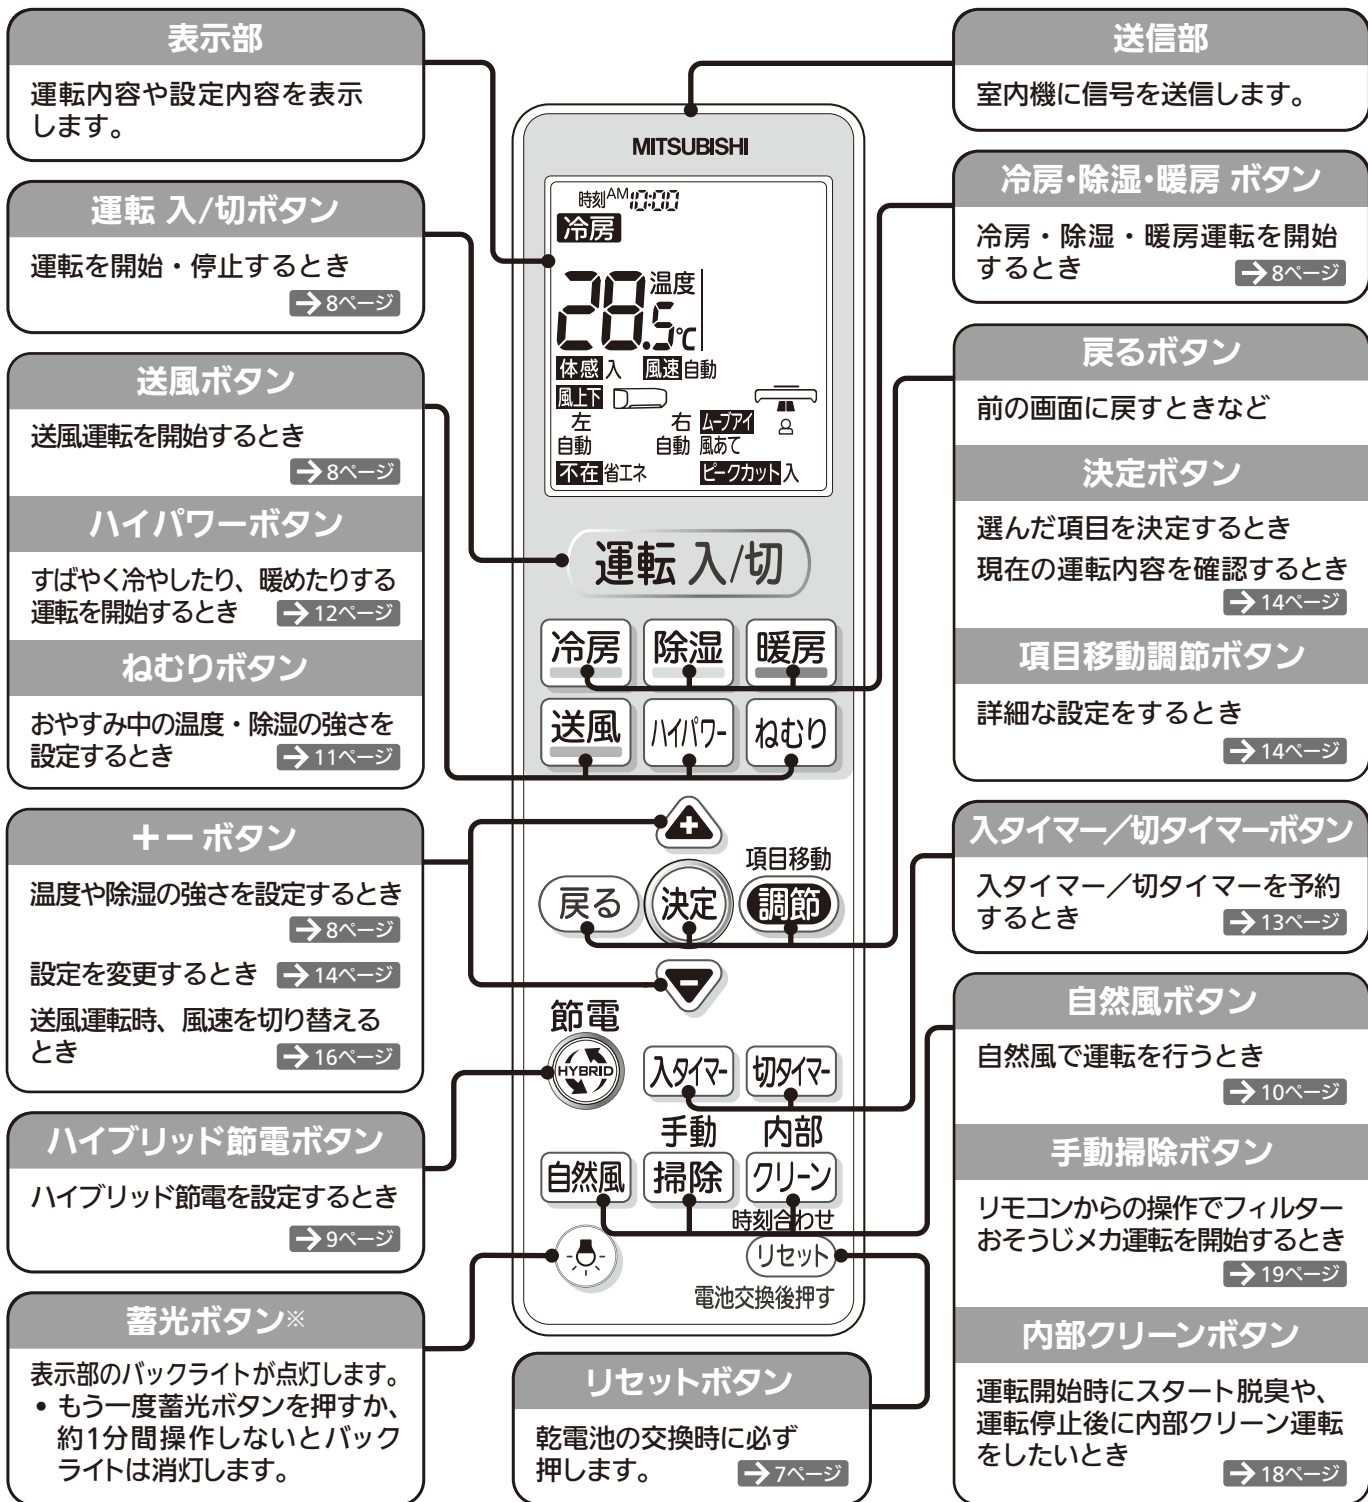 表示部
運転内容や設定内容を表示
します。
運転 入/切ボタン
運転を開始・停止するとき
→8ページ
送風ボタン
送風運転を開始するとき
→8ページ
ハイパワーボタン
すばやく冷やしたり、暖めたりする
運転を開始するとき →12ページ
ねむりボタン
おやすみ中の温度・除湿の強さを
設定するとき →11ページ
＋－ ボタン
温度や除湿の強さを設定するとき
→8ページ
設定を変更するとき →14ページ
送風運転時、風速を切り替える
とき →16ページ
ハイブリッド節電ボタン
ハイブリッド節電を設定するとき
→9ページ
蓄光ボタン※
表示部のバックライトが点灯します。
• もう一度蓄光ボタンを押すか、
約1分間操作しないとバック
ライトは消灯します。
MITSUBISHI
時刻AM10:00
冷房
28.5℃ 温度
体感 入 風速 自動
風上下
左 右 ムーブアイ
自動 自動 風あて
不在 省エネ ピークカット 入
運転 入/切
冷房 除湿 暖房
送風 ハイパワー ねむり
+
項目移動
戻る 決定 調節
-
節電
HYBRID 入タイマー 切タイマー
手動 内部
自然風 掃除 クリーン
時刻合わせ
リセット
電池交換後押す
リセットボタン
乾電池の交換時に必ず
押します。 →7ページ
送信部
室内機に信号を送信します。
冷房・除湿・暖房 ボタン
冷房・除湿・暖房運転を開始
するとき →8ページ
戻るボタン
前の画面に戻すときなど
決定ボタン
選んだ項目を決定するとき
現在の運転内容を確認するとき
→14ページ
項目移動調節ボタン
詳細な設定をするとき
→14ページ
入タイマー／切タイマーボタン
入タイマー／切タイマーを予約
するとき →13ページ
自然風ボタン
自然風で運転を行うとき
→10ページ
手動掃除ボタン
リモコンからの操作でフィルター
おそうじメカ運転を開始するとき
→19ページ
内部クリーンボタン
運転開始時にスタート脱臭や、
運転停止後に内部クリーン運転
をしたいとき
→18ページ